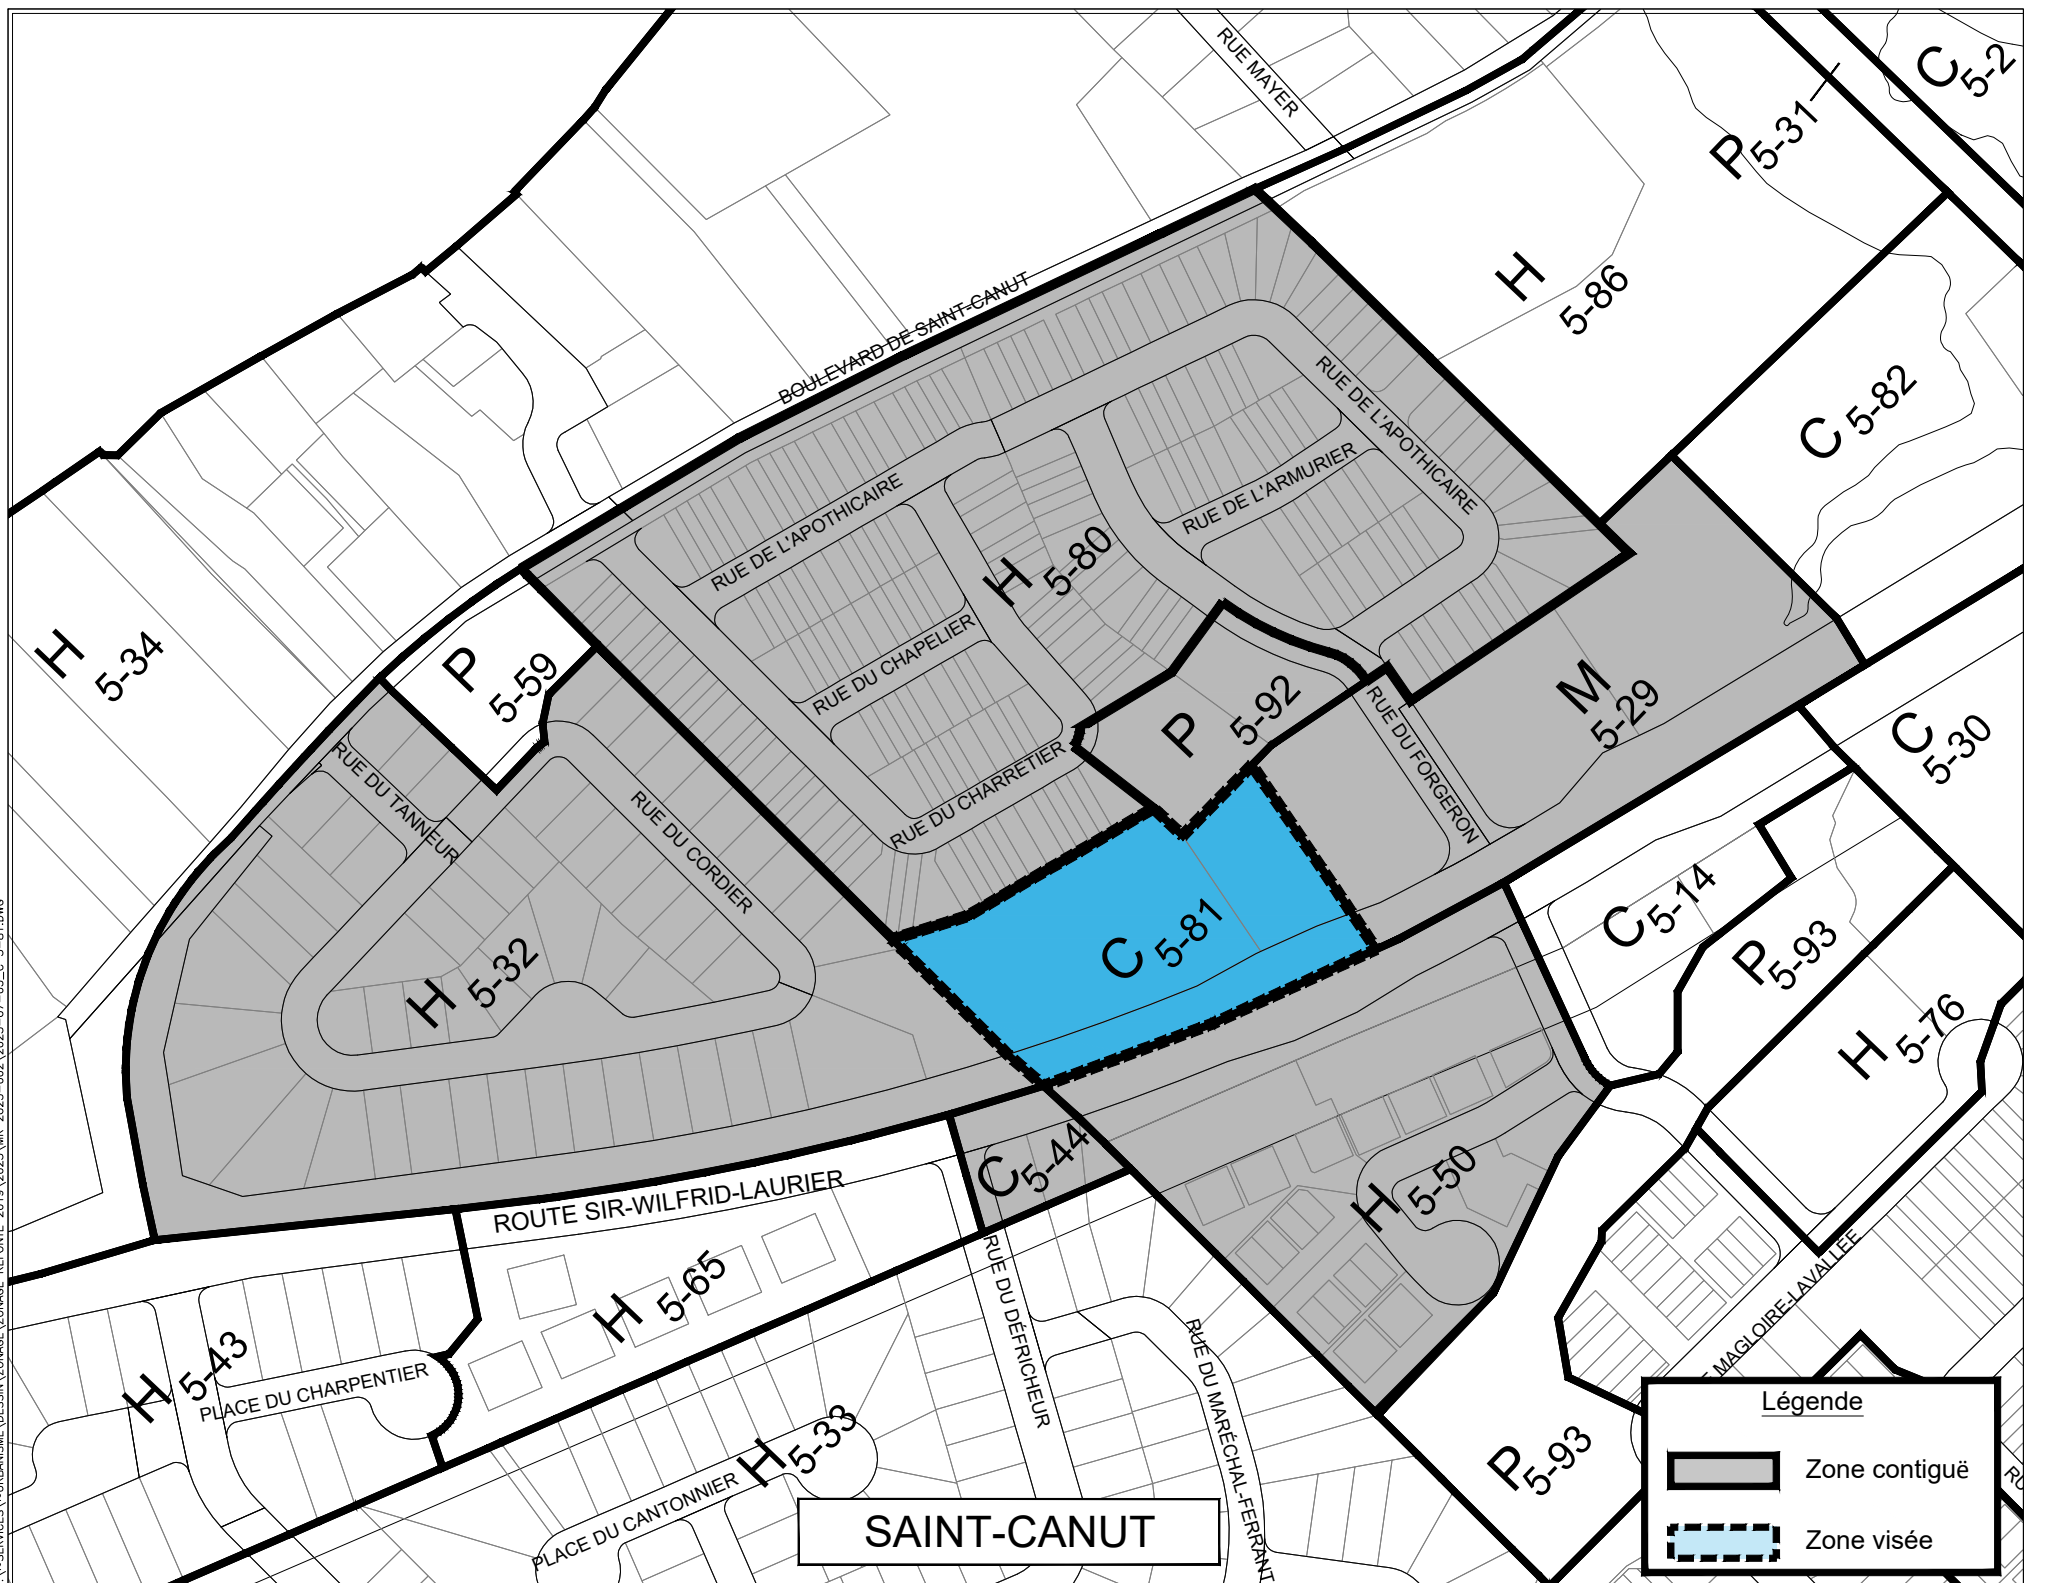 RUE MAYER
C 5-2
P 5-31
H 5-86
BOULEVARD DE SAINT-CANUT
RUE DE L'APOTHICAIRE
C 5-82
RUE DE L'ARMURIER
RUE DE L'APOTHICAIRE
H 5-80
H 5-34
P 5-59
RUE DU CHAPELIER
P 5-92
M 5-29
RUE DU FORGERON
C 5-30
RUE DU TANNEUR
RUE DU CORDIER
RUE DU CHARRETIER
C 5-14
P 5-93
C 5-81
H 5-32
H 5-76
C 5-44
H 5-50
ROUTE SIR-WILFRID-LAURIER
H 5-65
RUE DU DÉFRICHEUR
MAGLOIRE-LAVALLÉE
H 5-43
PLACE DU CHARPENTIER
RUE DU MARÉCHAL-FERRANT
H 5-33
PLACE DU CANTONNIER
P 5-93
SAINT-CANUT
Légende
Zone contiguë
Zone visée